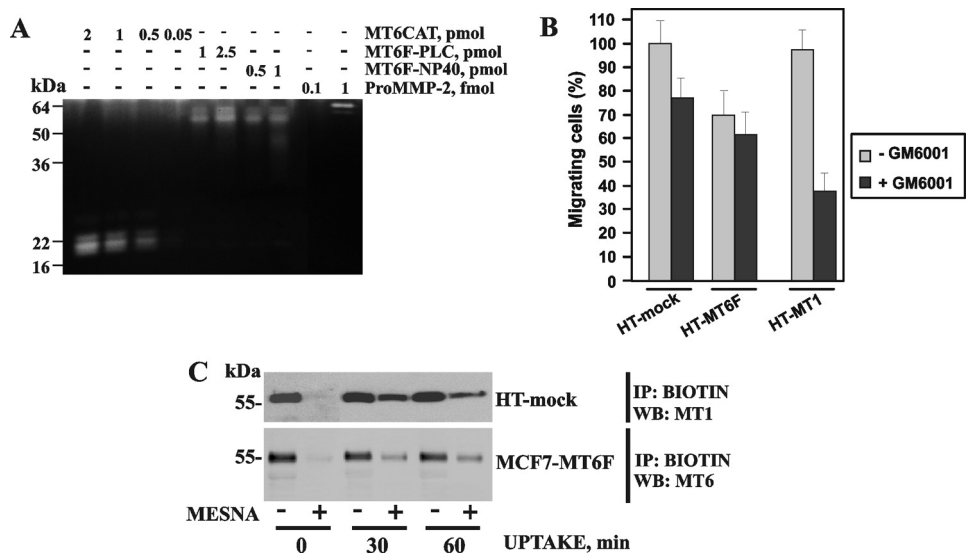 A
2 1 0.5 0.05 - - - - - - MT6CAT, pmol
- - - - 1 2.5 - - - - MT6F-PLC, pmol
- - - - - - 0.5 1 - - MT6F-NP40, pmol
- - - - - - - - 0.1 1 ProMMP-2, fmol
kDa
64
50
36
22
16
B
Migrating cells (%)
110
100
90
80
70
60
50
40
30
20
10
0
HT-mock
HT-MT6F
HT-MT1
- GM6001
+ GM6001
C
kDa
55-
HT-mock
IP: BIOTIN
WB: MT1
55-
MCF7-MT6F
IP: BIOTIN
WB: MT6
MESNA - + - + - +
0 30 60 UPTAKE, min